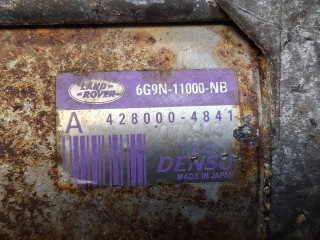 LAND
ROVER
6G9N-11000-NB
A 428000-4841
DENSO
MADE IN JAPAN